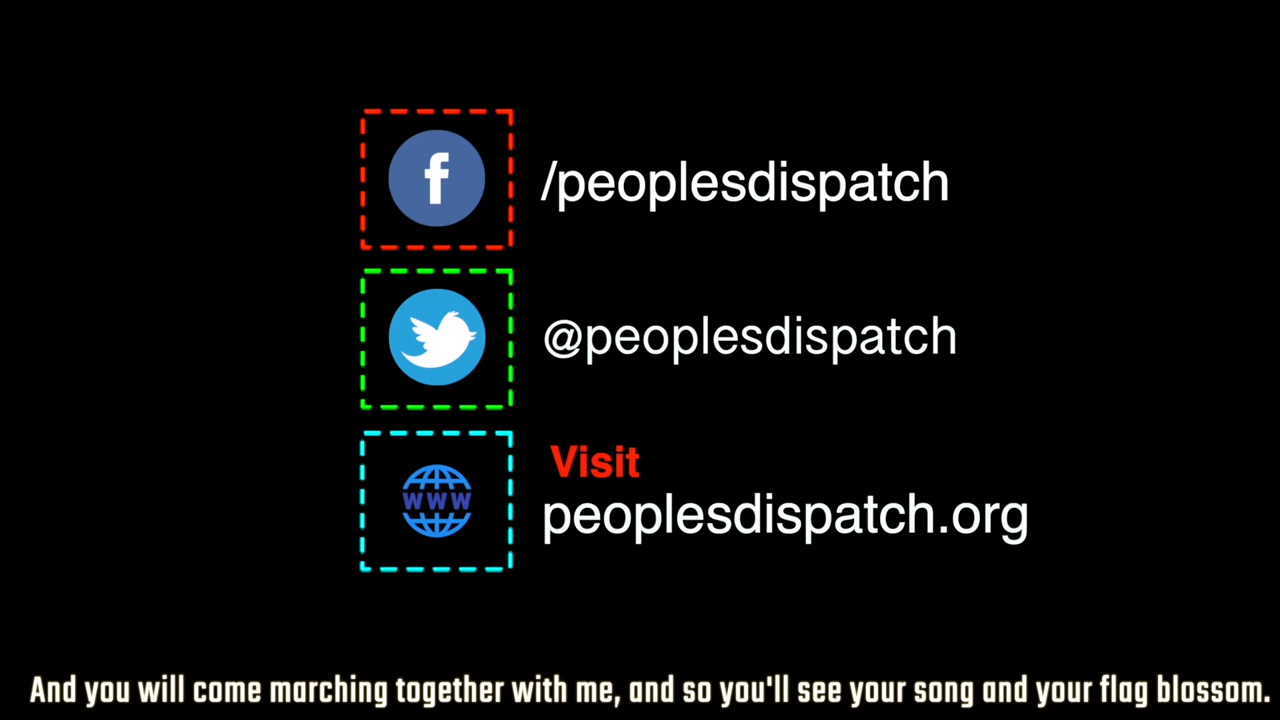 f
/peoplesdispatch
@peoplesdispatch
Visit
WWW
peoplesdispatch.org
And you will come marching together with me, and so you'll see your song and your flag blossom.